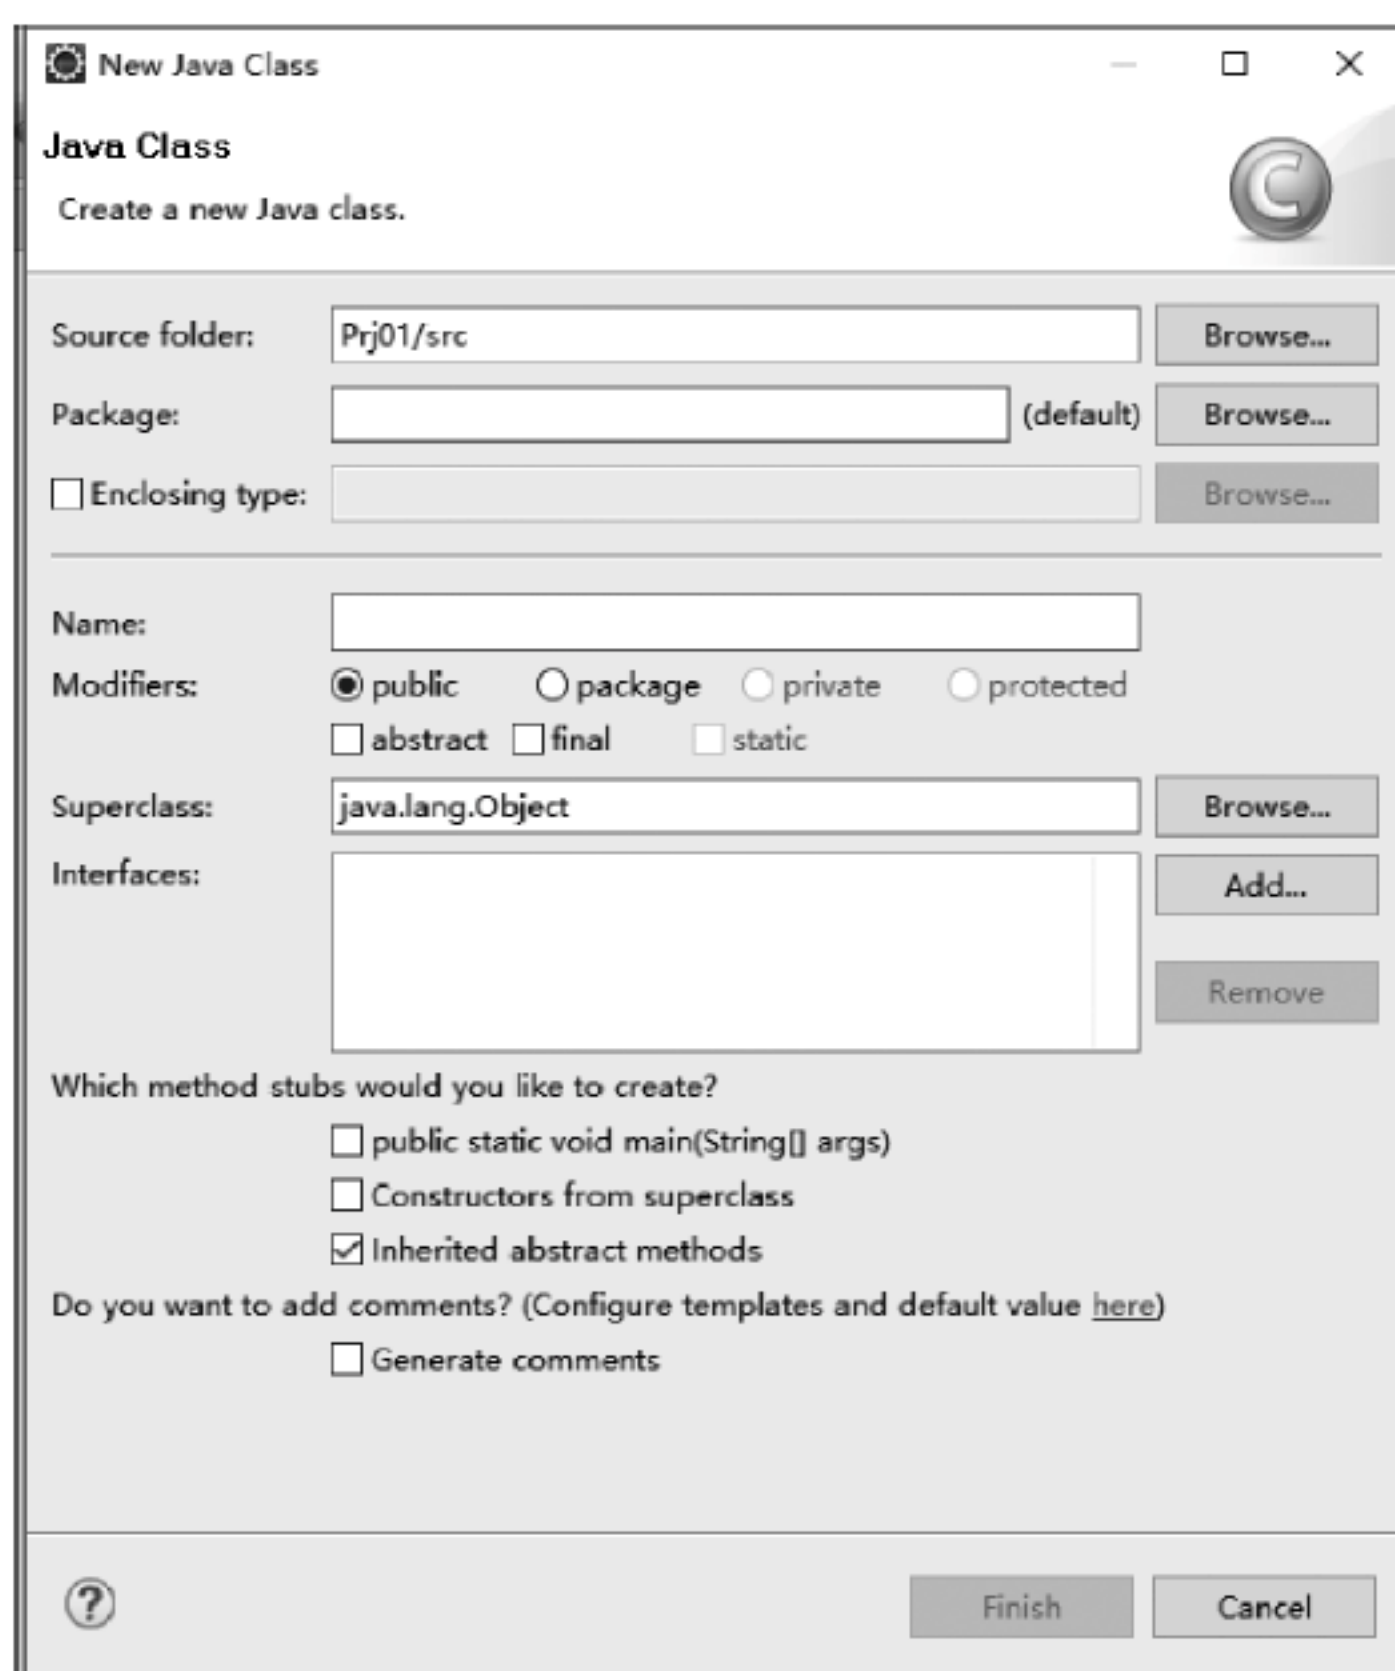 New Java Class
Java Class
Create a new Java class.
Source folder: Prj01/src Browse...
Package: (default) Browse...
Enclosing type: Browse...
Name:
Modifiers: public package private protected
abstract final static
Superclass: java.lang.Object Browse...
Interfaces: Add...
Remove
Which method stubs would you like to create?
public static void main(String[] args)
Constructors from superclass
Inherited abstract methods
Do you want to add comments? (Configure templates and default value here)
Generate comments
? Finish Cancel